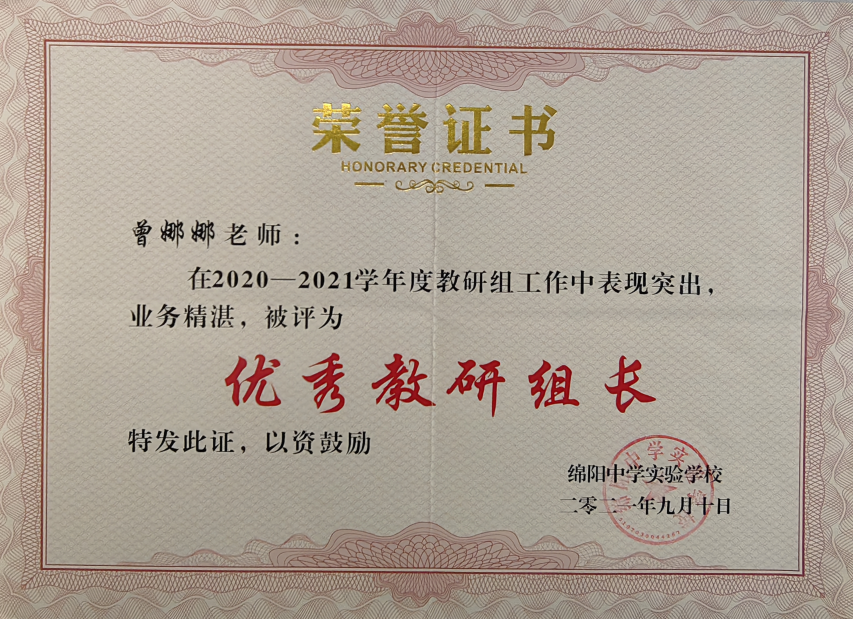 荣誉证书
HONORARY CREDENTIAL
曾娜娜老师：
在2020—2021学年度教研组工作中表现突出，
业务精湛，被评为
优秀教研组长
特发此证，以资鼓励
绵阳中学实验学校
二零二一年九月十日